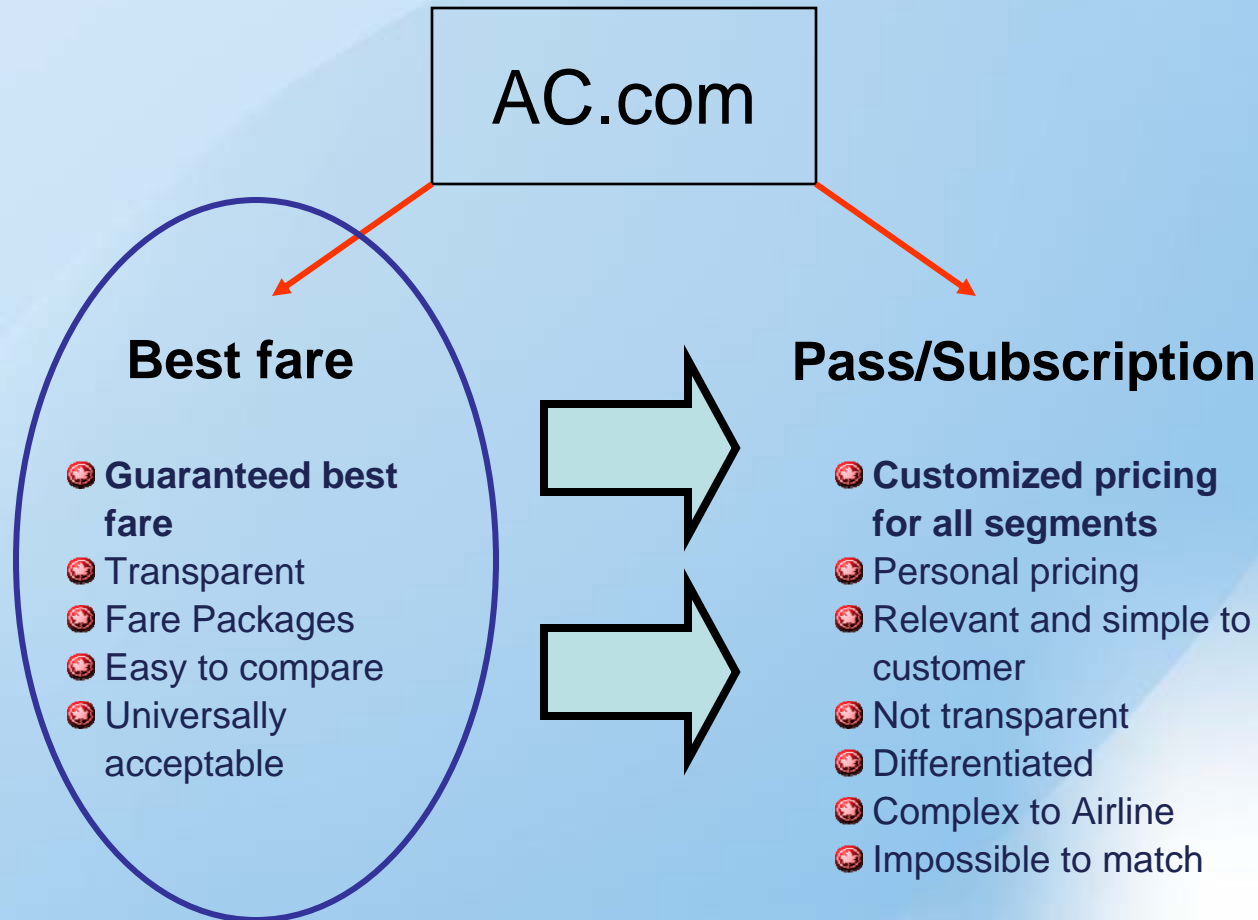 AC.com
Best fare
Guaranteed best
fare
Transparent
Fare Packages
Easy to compare
Universally
acceptable
Pass/Subscription
Customized pricing
for all segments
Personal pricing
Relevant and simple to
customer
Not transparent
Differentiated
Complex to Airline
Impossible to match